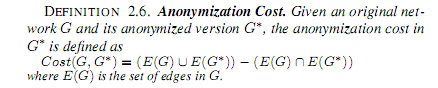 DEFINITION 2.6. Anonymization Cost. Given an original net-
work G and its anonymized version G*, the anonymization cost in
G* is defined as
Cost(G, G*) = (E(G) ∪ E(G*)) − (E(G) ∩ E(G*))
where E(G) is the set of edges in G.